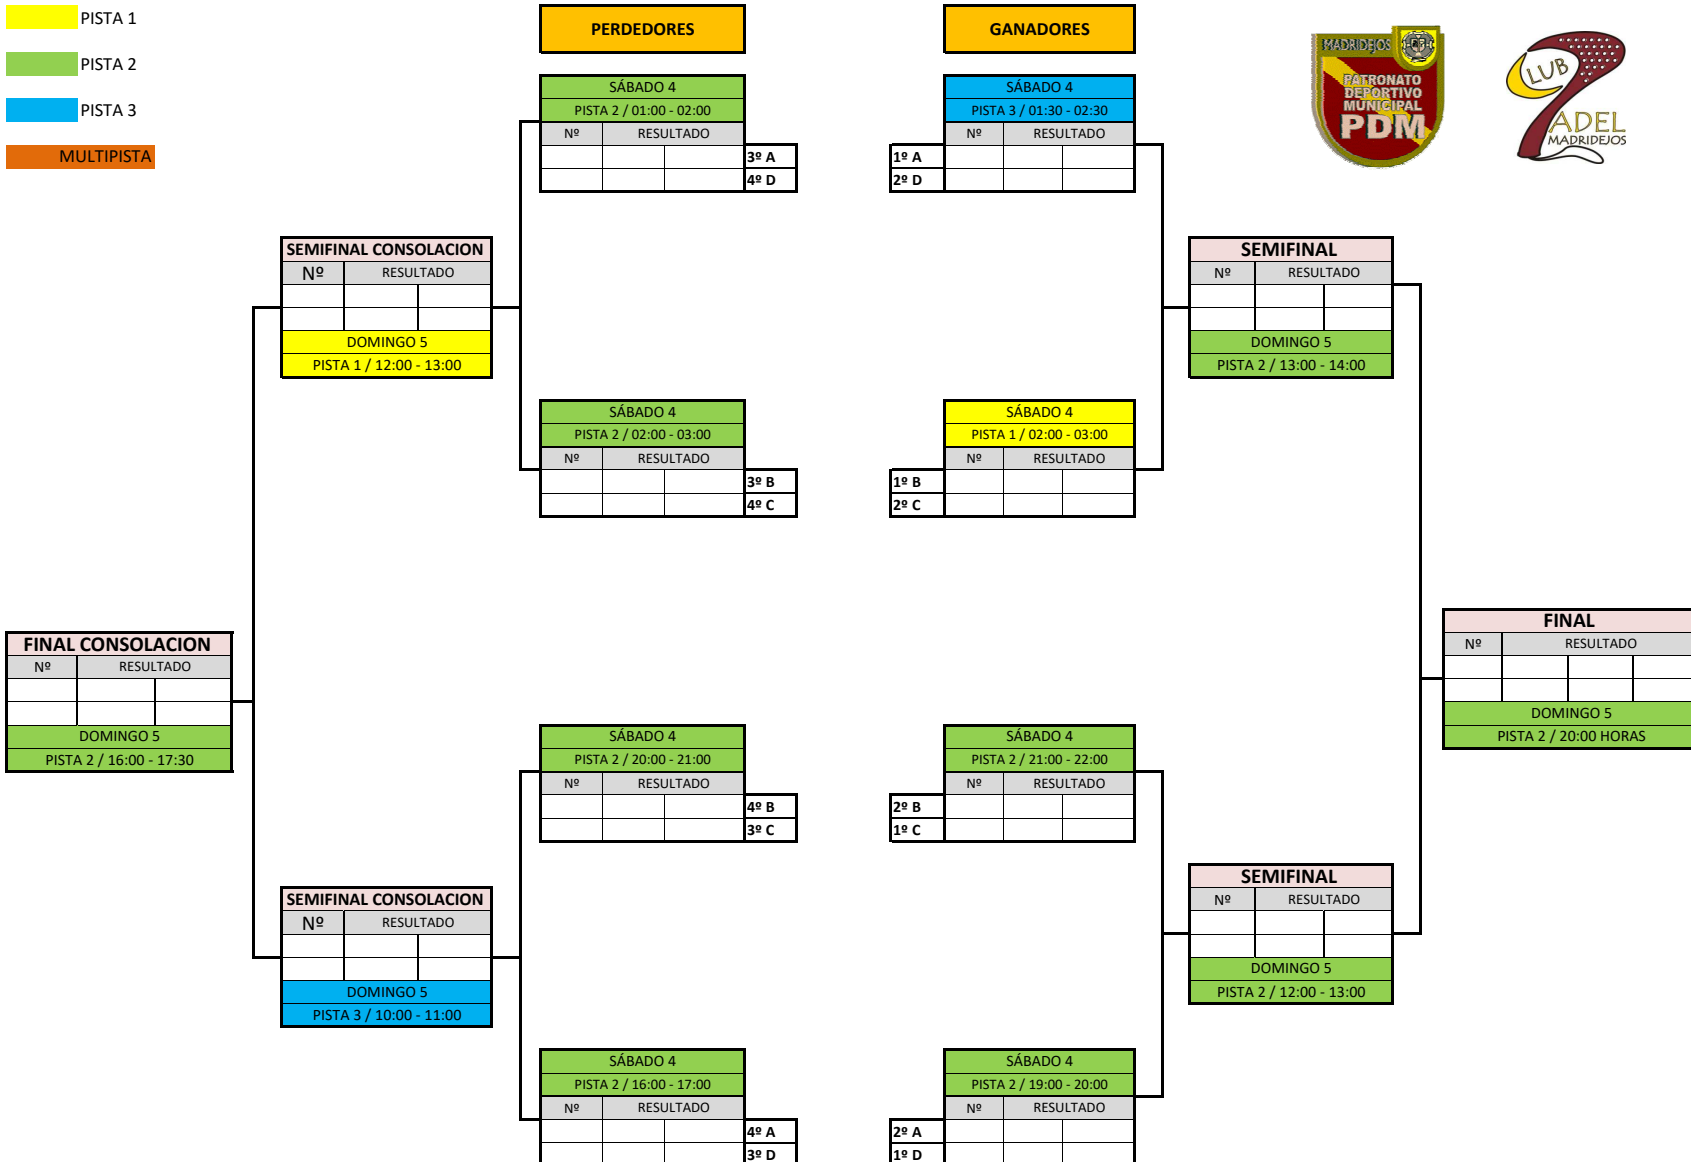 PISTA 1
PISTA 2
PISTA 3
MULTIPISTA
PERDEDORES
GANADORES
MADRIDEJOS
PATRONATO
DEPORTIVO
MUNICIPAL
PDM
CLUB
PADEL
MADRIDEJOS
SÁBADO 4
PISTA 2 / 01:00 - 02:00
Nº RESULTADO
3º A
4º D
SÁBADO 4
PISTA 3 / 01:30 - 02:30
Nº RESULTADO
1º A
2º D
SEMIFINAL CONSOLACION
Nº RESULTADO
DOMINGO 5
PISTA 1 / 12:00 - 13:00
SEMIFINAL
Nº RESULTADO
DOMINGO 5
PISTA 2 / 13:00 - 14:00
SÁBADO 4
PISTA 2 / 02:00 - 03:00
Nº RESULTADO
3º B
4º C
SÁBADO 4
PISTA 1 / 02:00 - 03:00
Nº RESULTADO
1º B
2º C
FINAL CONSOLACION
Nº RESULTADO
DOMINGO 5
PISTA 2 / 16:00 - 17:30
FINAL
Nº RESULTADO
DOMINGO 5
PISTA 2 / 20:00 HORAS
SÁBADO 4
PISTA 2 / 20:00 - 21:00
Nº RESULTADO
4º B
3º C
SÁBADO 4
PISTA 2 / 21:00 - 22:00
Nº RESULTADO
2º B
1º C
SEMIFINAL CONSOLACION
Nº RESULTADO
DOMINGO 5
PISTA 3 / 10:00 - 11:00
SEMIFINAL
Nº RESULTADO
DOMINGO 5
PISTA 2 / 12:00 - 13:00
SÁBADO 4
PISTA 2 / 16:00 - 17:00
Nº RESULTADO
4º A
3º D
SÁBADO 4
PISTA 2 / 19:00 - 20:00
Nº RESULTADO
2º A
1º D